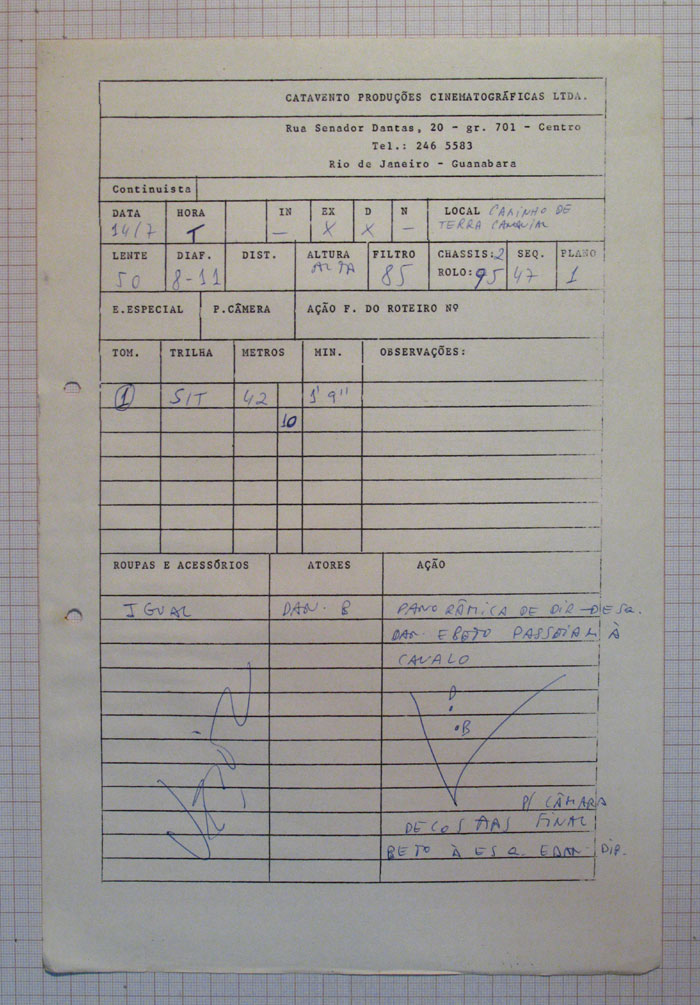 CATAVENTO PRODUÇÕES CINEMATOGRÁFICAS LTDA.
Rua Senador Dantas, 20 - gr. 701 - Centro
Tel.: 246 5583
Rio de Janeiro - Guanabara
Continuista
DATA HORA IN EX D N LOCAL CAMINHO DE
14/7 T — X X — TERRA CANAVIAL
LENTE DIAF. DIST. ALTURA FILTRO CHASSIS: 2 SEQ. PLANO
50 8-11 ALTA 85 ROLO: 95 47 1
E.ESPECIAL P.CÂMERA AÇÃO F. DO ROTEIRO Nº
TOM. TRILHA METROS MIN. OBSERVAÇÕES:
1 S/T 42 1' 9"
10
ROUPAS E ACESSÓRIOS ATORES AÇÃO
IGUAL DAN. B PANORÂMICA DE DIR → ESQ.
DAN. E BETO PASSEIAM À
CAVALO
D
B
P/ CÂMARA
DE COSTAS FINAL
BETO À ESQ. E DAN. DIR.